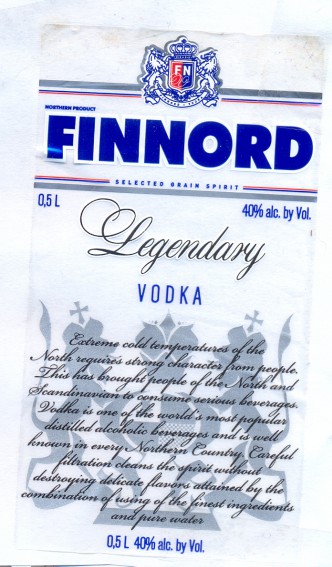 FN
NORTHERN PRODUCT
FINNORD
SELECTED BRAIN SPIRIT
0,5 L 40% alc. by Vol.
Legendary
VODKA
Extreme cold temperatures of the
North requires strong character from people.
This has brought people of the North and
Scandinavian to consume serious beverages.
Vodka is one of the world's most popular
distilled alcoholic beverages and is well
known in every Northern Country Careful
filtration cleans the spirit without
destroying delicate flavors attained by the
combination of using of the finest ingredients
and pure water
0,5 L 40% alc. by Vol.